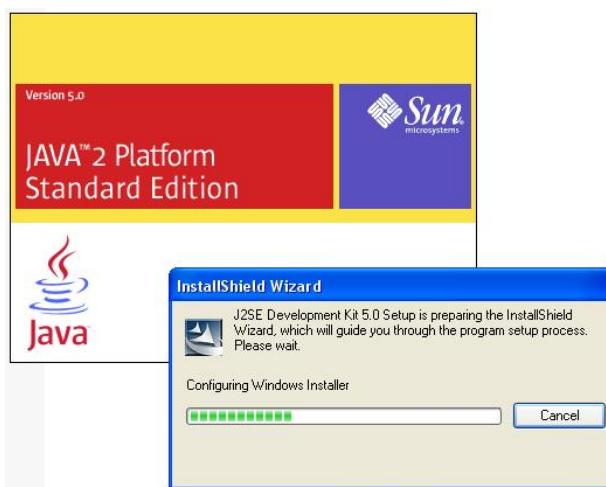 Version 5.0
Sun
microsystems
JAVA™2 Platform
Standard Edition
Java
InstallShield Wizard
J2SE Development Kit 5.0 Setup is preparing the InstallShield
Wizard, which will guide you through the program setup process.
Please wait.
Configuring Windows Installer
Cancel